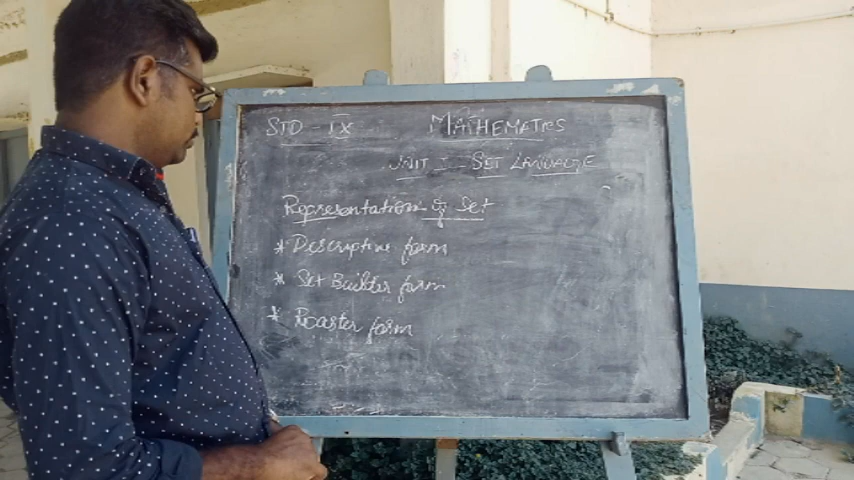 STD - IX MATHEMATICS
UNIT I - SET LANGUAGE
Representation of Set
* Descriptive form
* Set Builder form
* Roaster form